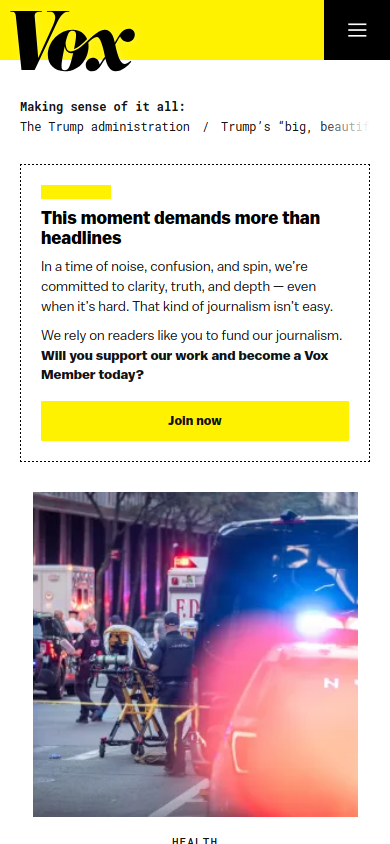 Vox
Making sense of it all:
The Trump administration / Trump's "big, beautif
This moment demands more than
headlines
In a time of noise, confusion, and spin, we're
committed to clarity, truth, and depth — even
when it's hard. That kind of journalism isn't easy.
We rely on readers like you to fund our journalism.
Will you support our work and become a Vox
Member today?
Join now
F.D.
N
HEALTH